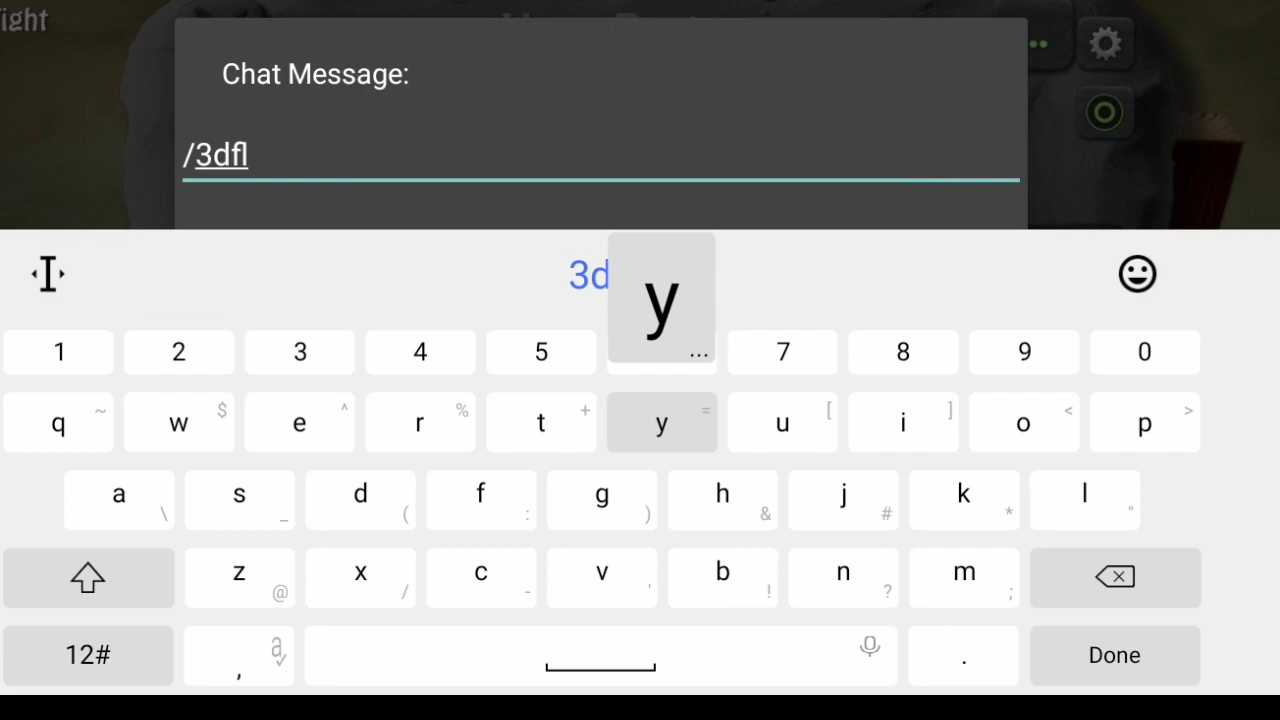 ight
Chat Message:
/3dfl
3d
y
...
1 2 3 4 5 7 8 9 0
q ~ w $ e ^ r % t + y = u [ i ] o < p >
a \ s _ d ( f : g ) h & j # k * l "
z @ x / c - v ' b ! n ? m ;
12# , a . Done